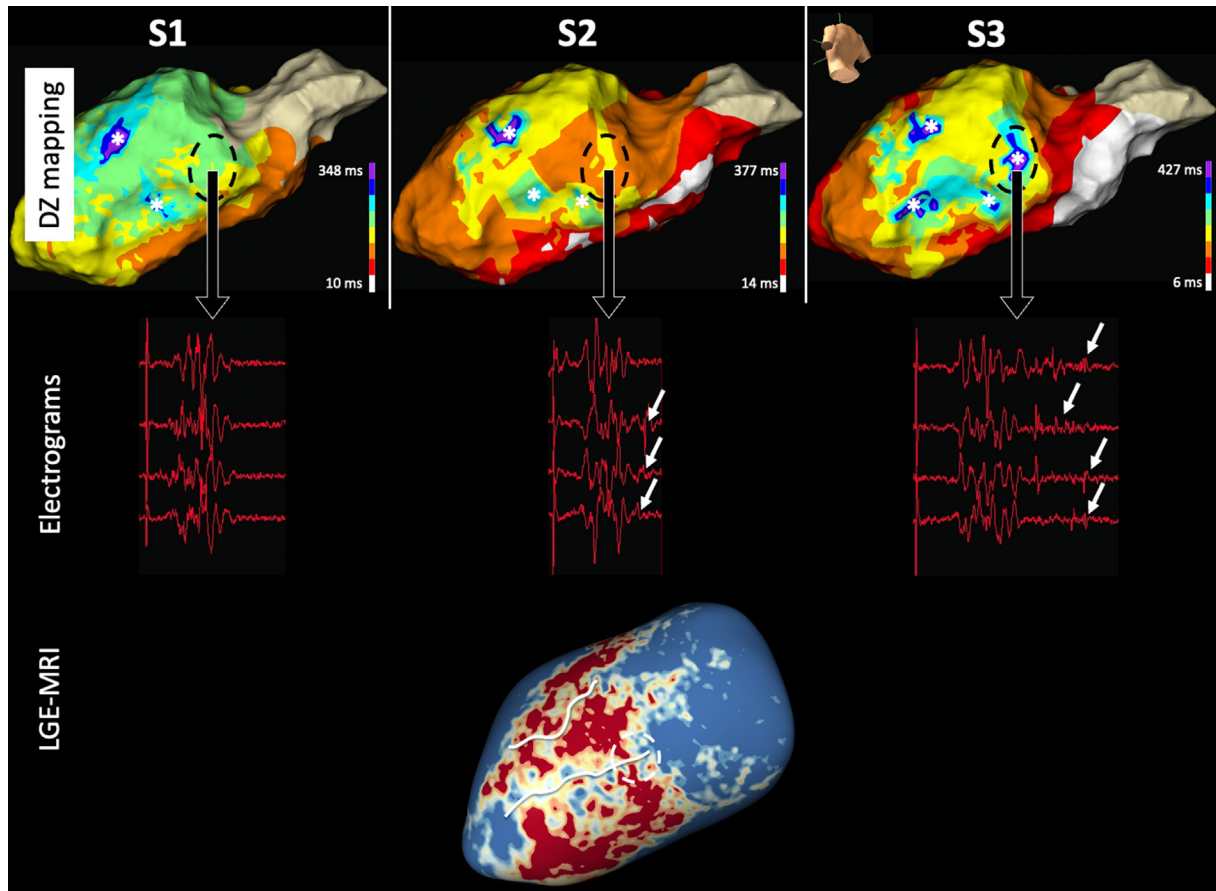 S1
S2
S3
DZ mapping
348 ms
10 ms
377 ms
14 ms
427 ms
6 ms
Electrograms
LGE-MRI